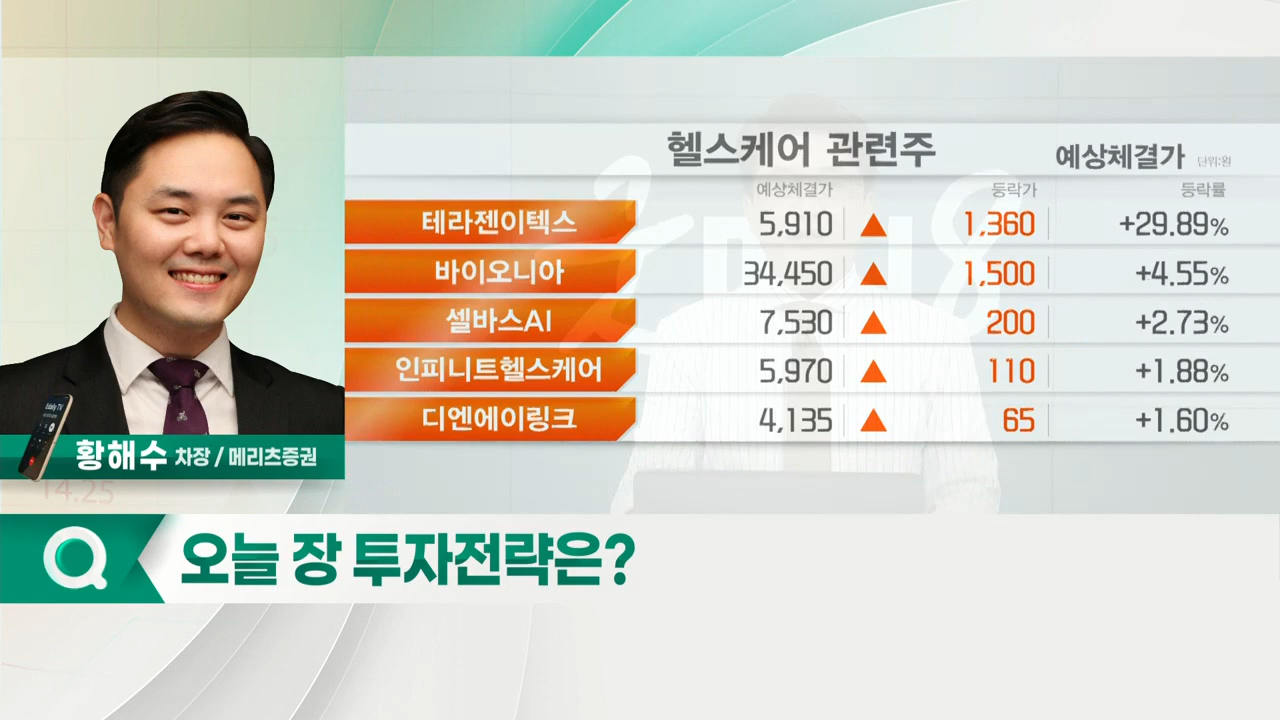 헬스케어 관련주 예상체결가 단위:원
예상체결가 등락가 등락률
테라젠이텍스 5,910 ▲ 1,360 +29.89%
바이오니아 34,450 ▲ 1,500 +4.55%
셀바스AI 7,530 ▲ 200 +2.73%
인피니트헬스케어 5,970 ▲ 110 +1.88%
디엔에이링크 4,135 ▲ 65 +1.60%
Edaily TV
황해수 차장 / 메리츠증권
14.25
Q 오늘 장 투자전략은?